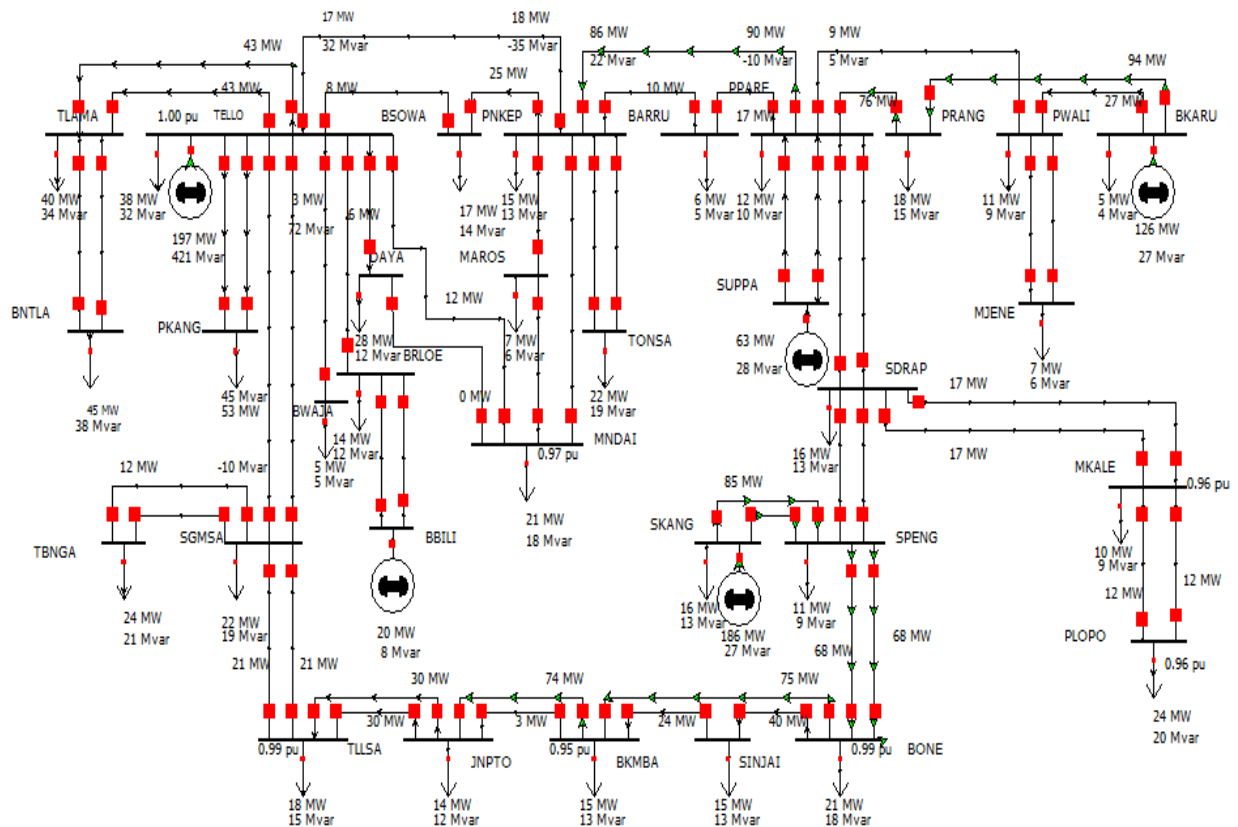 17 MW
32 Mvar
18 MW
-35 Mvar
86 MW
22 Mvar
90 MW
-10 Mvar
9 MW
5 Mvar
43 MW
43 MW
8 MW
25 MW
10 MW
PPARE
76 MW
94 MW
27 MW
TLAMA
1.00 pu
TELLO
BSOWA
PNKEP
BARRU
17 MW
PRANG
PWALI
BKARU
40 MW
34 Mvar
38 MW
32 Mvar
3 MW
72 Mvar
6 MW
17 MW
14 Mvar
15 MW
13 Mvar
6 MW
5 Mvar
12 MW
10 Mvar
18 MW
15 Mvar
11 MW
9 Mvar
5 MW
4 Mvar
126 MW
27 Mvar
197 MW
421 Mvar
DAYA
MAROS
SUPPA
MJENE
12 MW
BNTLA
PKANG
28 MW
12 Mvar
BRLOE
7 MW
6 Mvar
TONSA
63 MW
28 Mvar
7 MW
6 Mvar
SDRAP
45 MW
38 Mvar
45 Mvar
53 MW
BWAJA
0 MW
22 MW
19 Mvar
17 MW
17 MW
14 MW
12 Mvar
MNDAI
0.97 pu
16 MW
13 Mvar
5 MW
5 Mvar
12 MW
-10 Mvar
85 MW
MKALE
0.96 pu
21 MW
18 Mvar
TBNGA
SGMSA
BBILI
SKANG
SPENG
10 MW
9 Mvar
12 MW
12 MW
24 MW
21 Mvar
22 MW
19 Mvar
20 MW
8 Mvar
16 MW
13 Mvar
186 MW
27 Mvar
11 MW
9 Mvar
68 MW
68 MW
PLOPO
0.96 pu
21 MW
21 MW
30 MW
74 MW
75 MW
30 MW
3 MW
24 MW
40 MW
24 MW
20 Mvar
0.99 pu
TLLSA
JNPTO
0.95 pu
BKMBA
SINJAI
0.99 pu
BONE
18 MW
15 Mvar
14 MW
12 Mvar
15 MW
13 Mvar
15 MW
13 Mvar
21 MW
18 Mvar